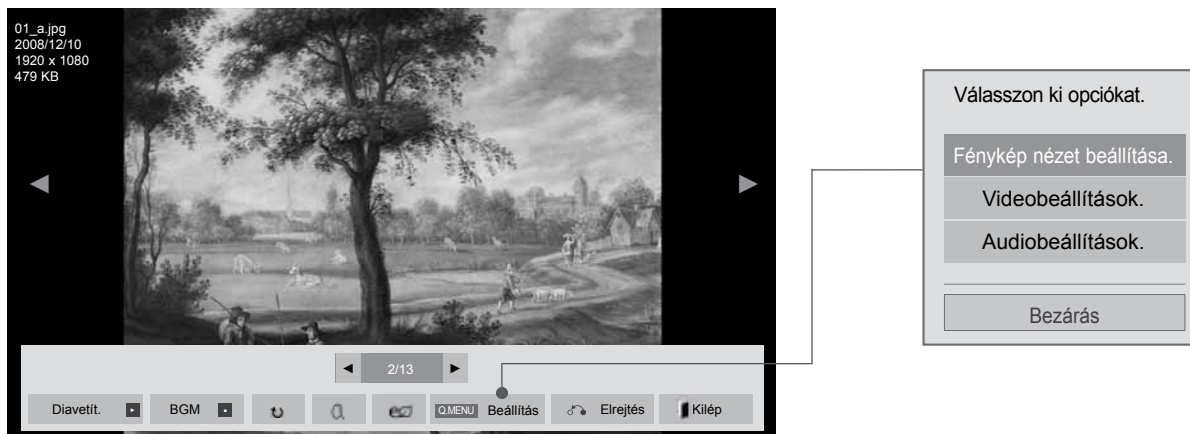 01_a.jpg
2008/12/10
1920 x 1080
479 KB
2/13
Diavetít.
BGM
Q.MENU Beállítás
Elrejtés
Kilép
Válasszon ki opciókat.
Fénykép nézet beállítása.
Videobeállítások.
Audiobeállítások.
Bezárás